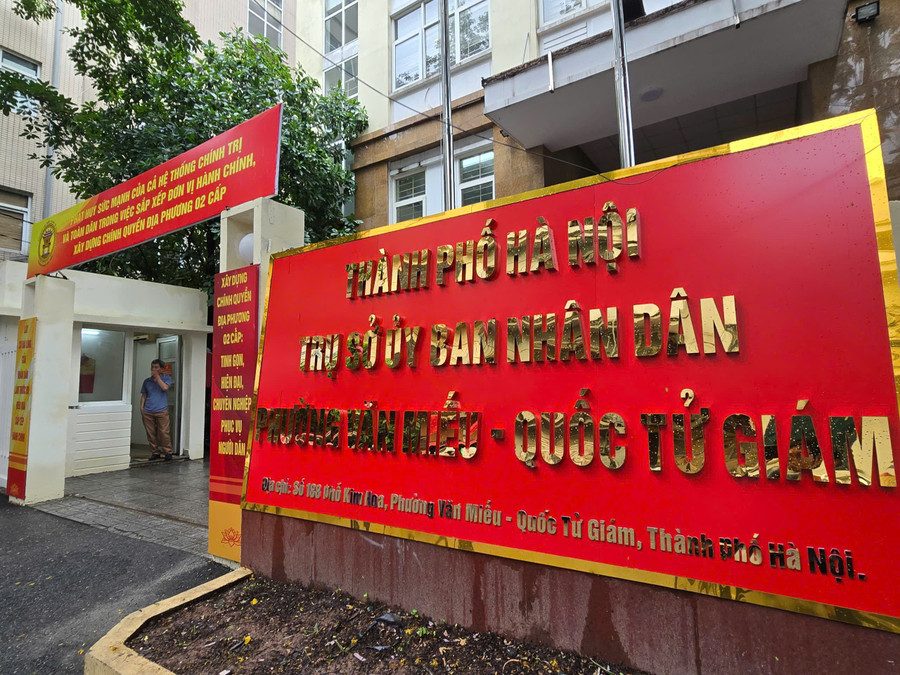 PHÁT HUY SỨC MẠNH CỦA CẢ HỆ THỐNG CHÍNH TRỊ
VÀ TOÀN DÂN TRONG VIỆC SẮP XẾP ĐƠN VỊ HÀNH CHÍNH,
XÂY DỰNG CHÍNH QUYỀN ĐỊA PHƯƠNG 02 CẤP
XÂY DỰNG
CHÍNH QUYỀN
ĐỊA PHƯƠNG
02 CẤP:
TINH GỌN,
HIỆN ĐẠI,
CHUYÊN NGHIỆP
PHỤC VỤ
NGƯỜI DÂN
THÀNH PHỐ HÀ NỘI
TRỤ SỞ ỦY BAN NHÂN DÂN
PHƯỜNG VĂN MIẾU - QUỐC TỬ GIÁM
Địa chỉ: Số 168 Phố Kim Hoa, Phường Văn Miếu - Quốc Tử Giám, Thành phố Hà Nội.